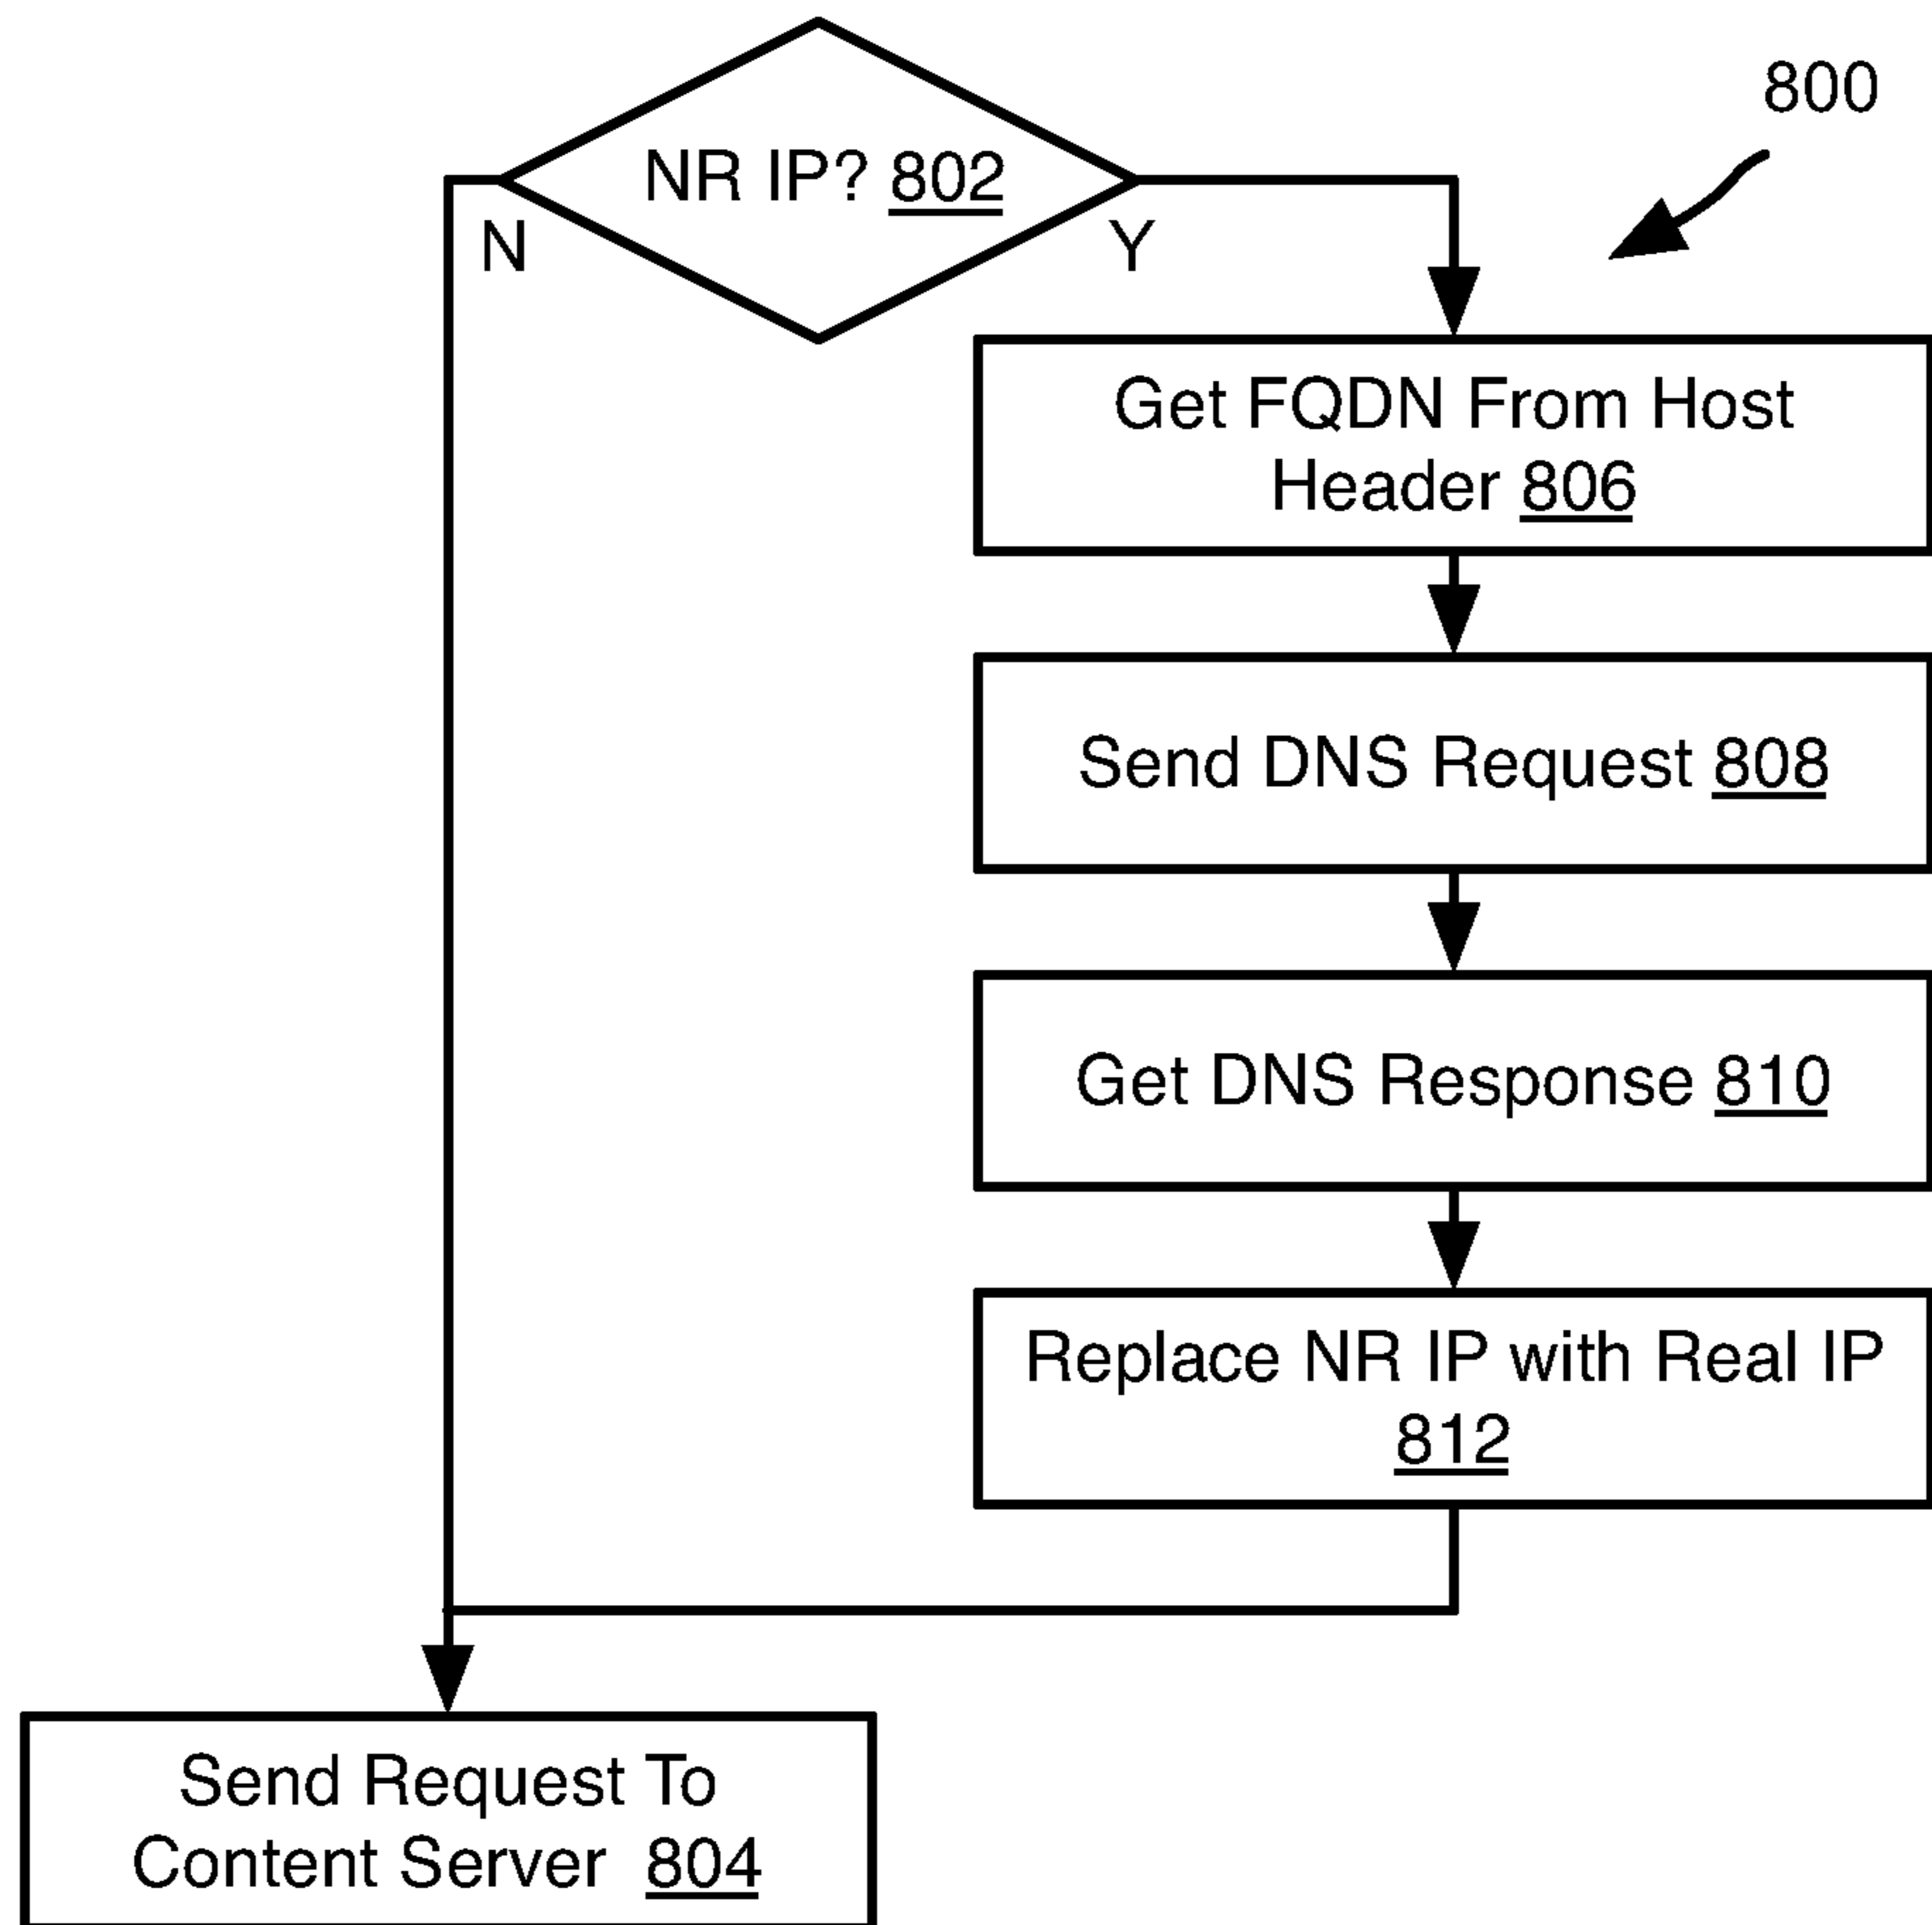 800
NR IP? 802
N
Y
Get FQDN From Host
Header 806
Send DNS Request 808
Get DNS Response 810
Replace NR IP with Real IP
812
Send Request To
Content Server 804